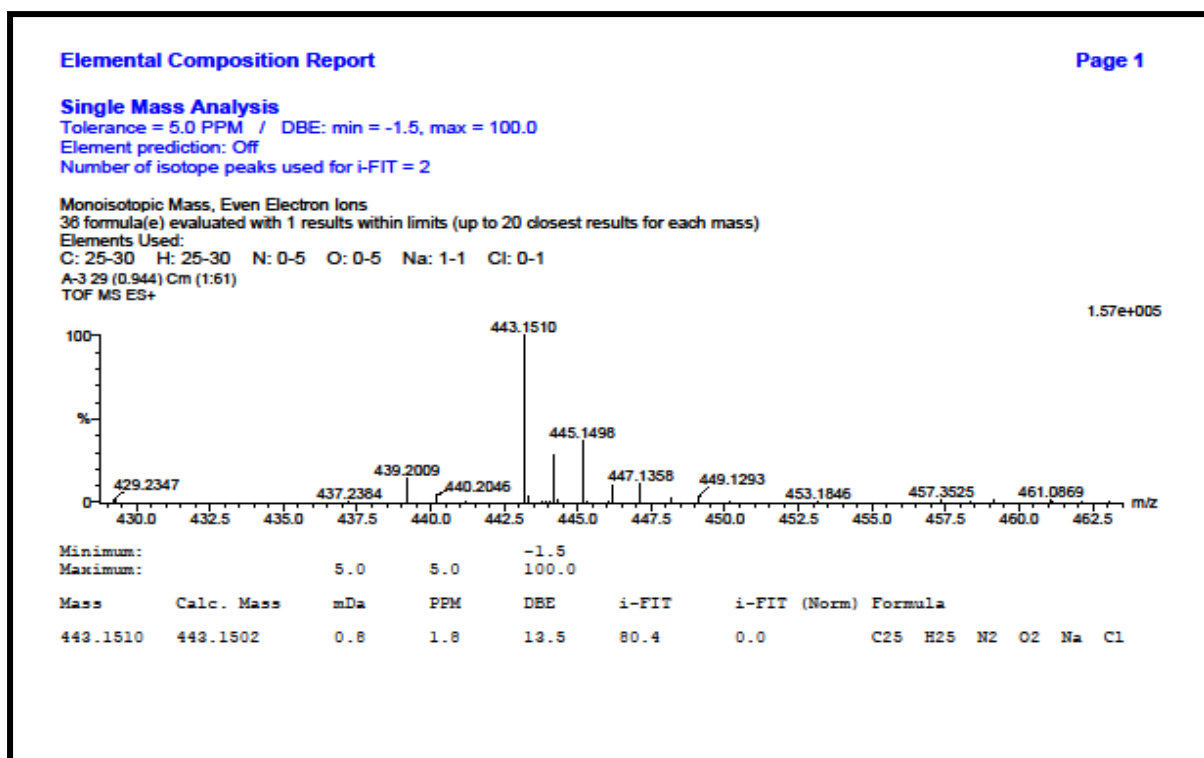 Elemental Composition Report Page 1
Single Mass Analysis
Tolerance = 5.0 PPM / DBE: min = -1.5, max = 100.0
Element prediction: Off
Number of isotope peaks used for i-FIT = 2
Monoisotopic Mass, Even Electron Ions
36 formula(e) evaluated with 1 results within limits (up to 20 closest results for each mass)
Elements Used:
C: 25-30 H: 25-30 N: 0-5 O: 0-5 Na: 1-1 Cl: 0-1
A-3 29 (0.944) Cm (1:61)
TOF MS ES+
1.57e+005
100
443.1510
%
445.1498
439.2009
447.1358
449.1293
429.2347
440.2046
437.2384
453.1846
457.3525
461.0869
0
m/z
430.0 432.5 435.0 437.5 440.0 442.5 445.0 447.5 450.0 452.5 455.0 457.5 460.0 462.5
Minimum: -1.5
Maximum: 5.0 5.0 100.0
Mass Calc. Mass mDa PPM DBE i-FIT i-FIT (Norm) Formula
443.1510 443.1502 0.8 1.8 13.5 80.4 0.0 C25 H25 N2 O2 Na Cl